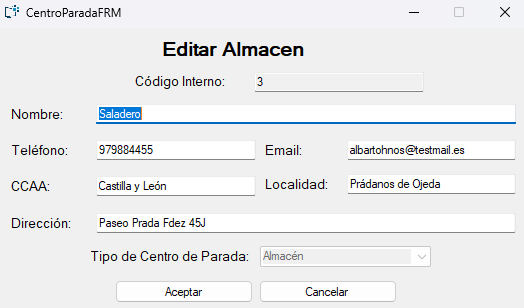 CentroParadaFRM
Editar Almacen
Código Interno: 3
Nombre: Saladero
Teléfono: 979884455 Email: albartohnos@testmail.es
CCAA: Castilla y León Localidad: Prádanos de Ojeda
Dirección: Paseo Prada Fdez 45J
Tipo de Centro de Parada: Almacén
Aceptar Cancelar